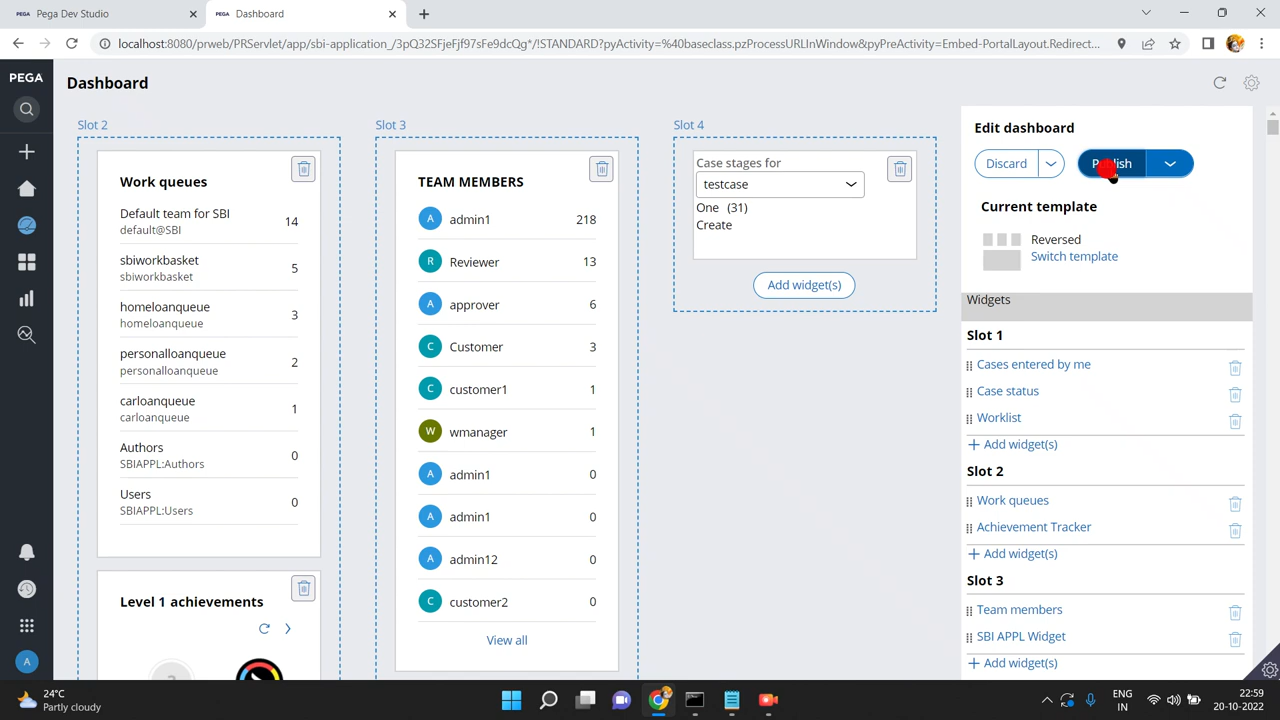 PEGA Pega Dev Studio
PEGA Dashboard
localhost:8080/prweb/PRServlet/app/sbi-application_/3pQ32SFjeFjf97sFe9dcQg*/!STANDARD?pyActivity=%40baseclass.pzProcessURLInWindow&pyPreActivity=Embed-PortalLayout.Redirect...
PEGA
Dashboard
Slot 2
Work queues
Default team for SBI
default@SBI
14
sbiworkbasket
sbiworkbasket
5
homeloanqueue
homeloanqueue
3
personalloanqueue
personalloanqueue
2
carloanqueue
carloanqueue
1
Authors
SBIAPPL:Authors
0
Users
SBIAPPL:Users
0
Level 1 achievements
Slot 3
TEAM MEMBERS
A admin1 218
R Reviewer 13
A approver 6
C Customer 3
C customer1 1
W wmanager 1
A admin1 0
A admin1 0
A admin12 0
C customer2 0
View all
Slot 4
Case stages for
testcase
One (31)
Create
Add widget(s)
Edit dashboard
Discard
Publish
Current template
Reversed
Switch template
Widgets
Slot 1
Cases entered by me
Case status
Worklist
+ Add widget(s)
Slot 2
Work queues
Achievement Tracker
+ Add widget(s)
Slot 3
Team members
SBI APPL Widget
+ Add widget(s)
A
24°C
Partly cloudy
ENG
IN
22:59
20-10-2022